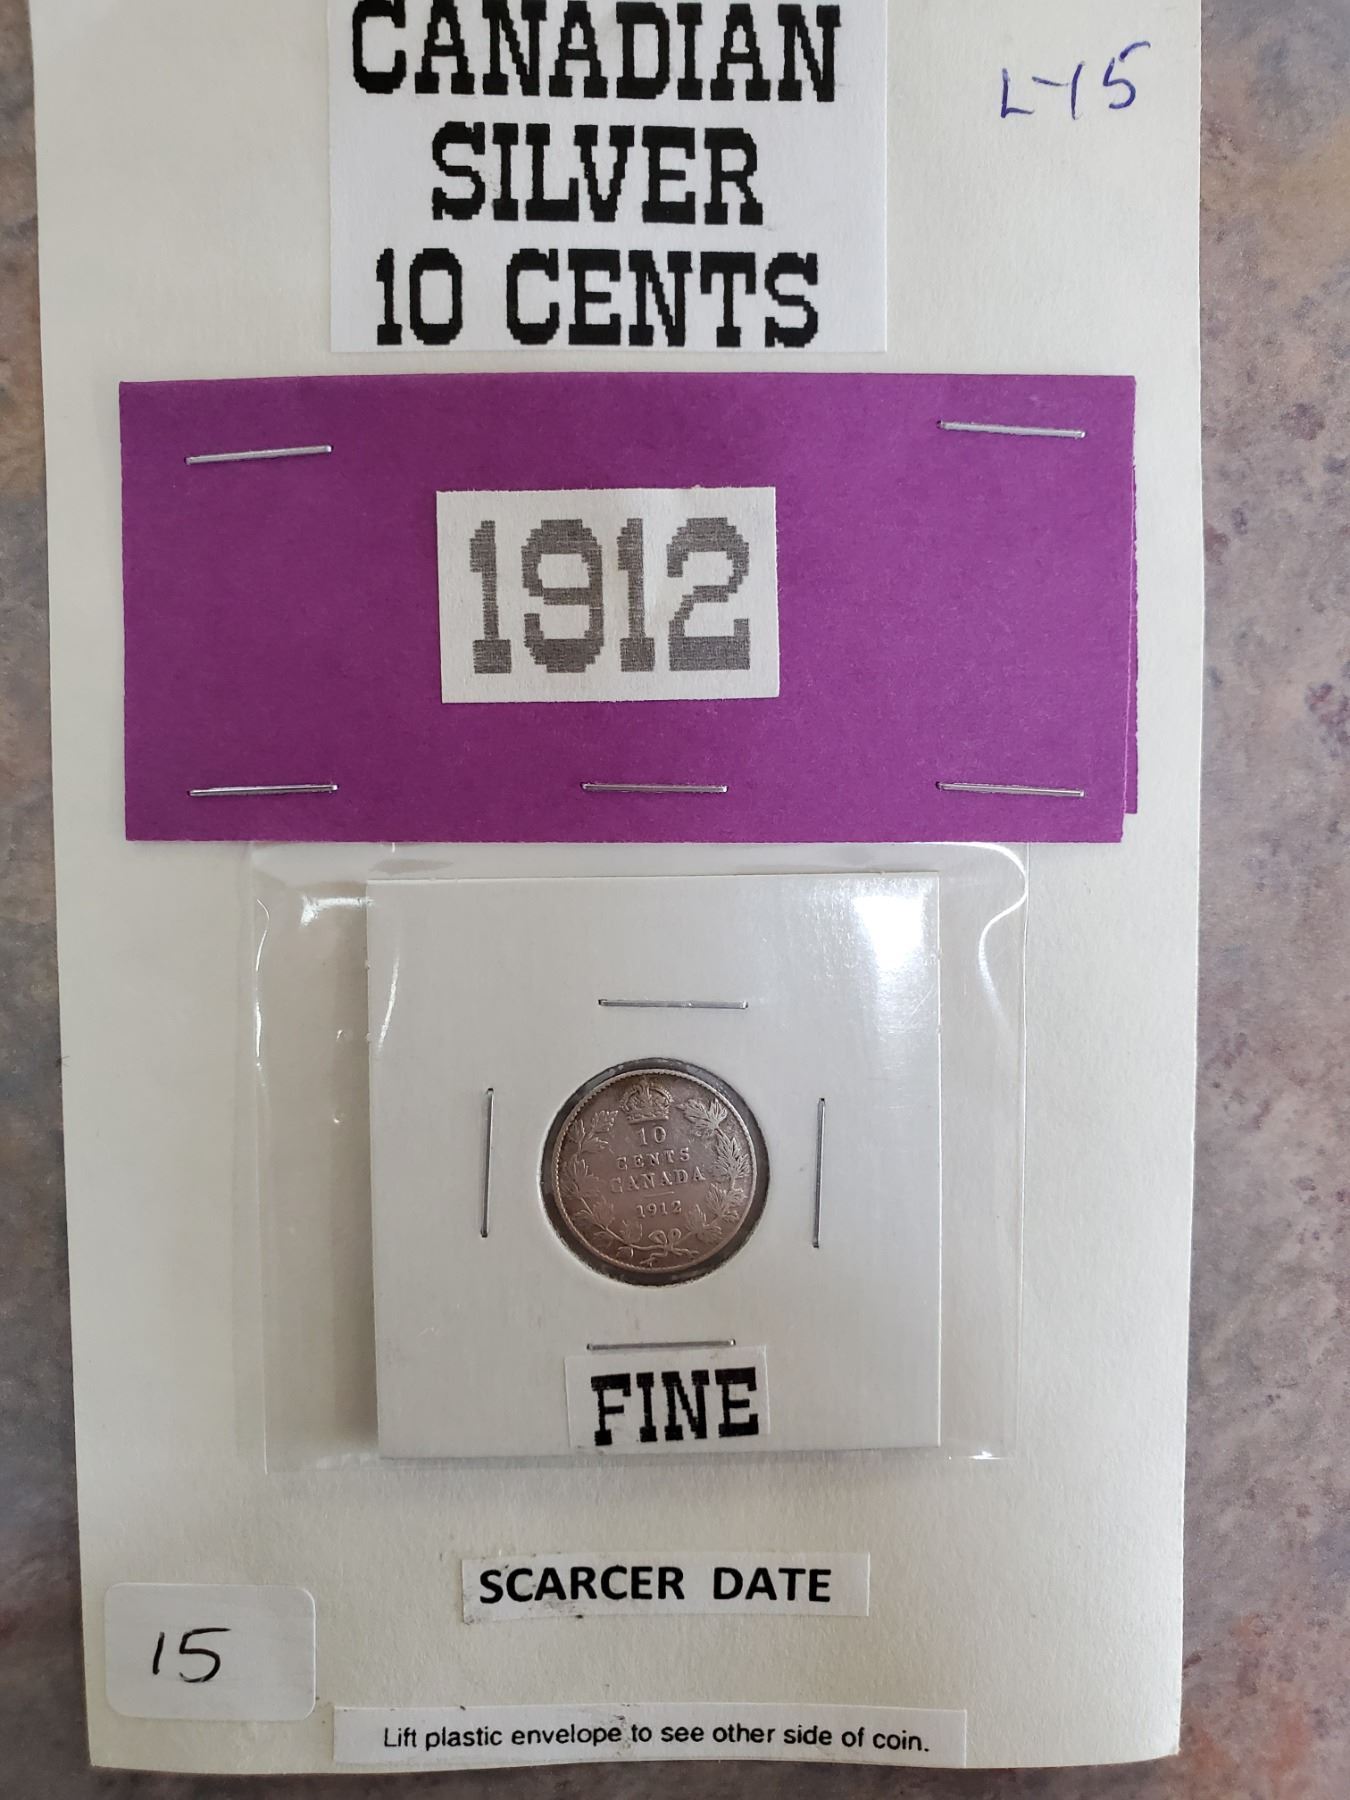 CANADIAN
SILVER
10 CENTS
L-15
1912
10
CENTS
CANADA
1912
FINE
SCARCER DATE
15
Lift plastic envelope to see other side of coin.